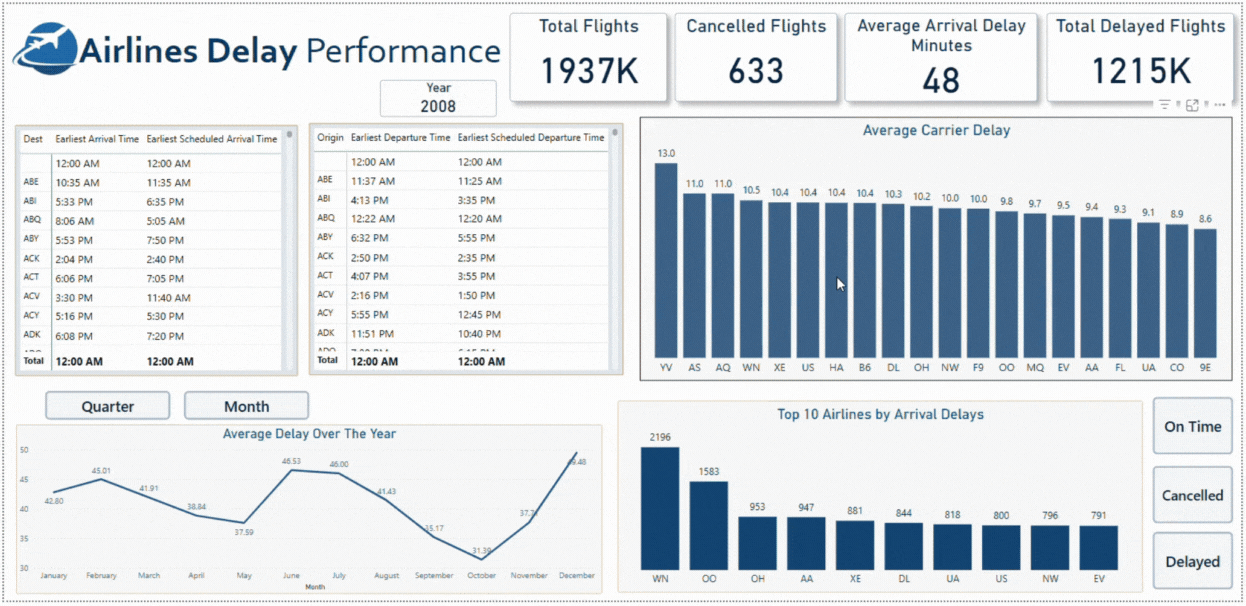 Airlines Delay Performance
Year
2008
Total Flights
1937K
Cancelled Flights
633
Average Arrival Delay
Minutes
48
Total Delayed Flights
1215K
Dest Earliest Arrival Time Earliest Scheduled Arrival Time
12:00 AM 12:00 AM
ABE 10:35 AM 11:35 AM
ABI 5:33 PM 6:35 PM
ABQ 8:06 AM 5:05 AM
ABY 5:53 PM 7:50 PM
ACK 2:04 PM 2:40 PM
ACT 6:06 PM 7:05 PM
ACV 3:30 PM 11:40 AM
ACY 5:16 PM 5:30 PM
ADK 6:08 PM 7:20 PM
Total 12:00 AM 12:00 AM
Origin Earliest Departure Time Earliest Scheduled Departure Time
12:00 AM 12:00 AM
ABE 11:37 AM 11:25 AM
ABI 4:13 PM 3:35 PM
ABQ 12:22 AM 12:20 AM
ABY 6:32 PM 5:55 PM
ACK 2:50 PM 2:35 PM
ACT 4:07 PM 3:55 PM
ACV 2:16 PM 1:50 PM
ACY 5:55 PM 12:45 PM
ADK 11:51 PM 10:40 PM
Total 12:00 AM 12:00 AM
Average Carrier Delay
13.0 11.0 11.0 10.5 10.4 10.4 10.4 10.4 10.3 10.2 10.0 10.0 9.8 9.7 9.5 9.4 9.3 9.1 8.9 8.6
YV AS AQ WN XE US HA B6 DL OH NW F9 OO MQ EV AA FL UA CO 9E
Quarter
Month
Average Delay Over The Year
50
45
40
35
30
42.80 45.01 41.91 38.84 37.59 46.53 46.00 41.43 35.17
January February March April May June July August September October November December
Month
Top 10 Airlines by Arrival Delays
2196 1583 953 947 881 844 818 800 796 791
WN OO OH AA XE DL UA US NW EV
On Time
Cancelled
Delayed